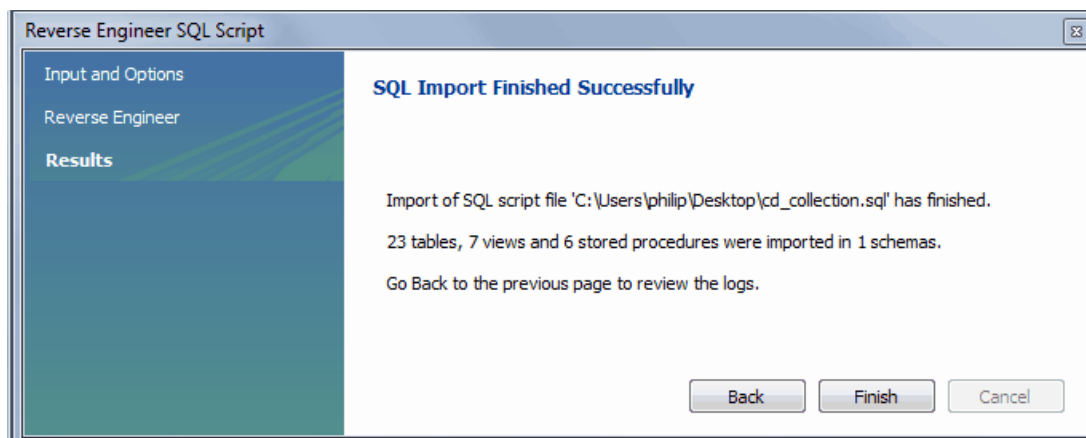 Reverse Engineer SQL Script
Input and Options
Reverse Engineer
Results
SQL Import Finished Successfully
Import of SQL script file 'C:\Users\philip\Desktop\cd_collection.sql' has finished.
23 tables, 7 views and 6 stored procedures were imported in 1 schemas.
Go Back to the previous page to review the logs.
Back
Finish
Cancel